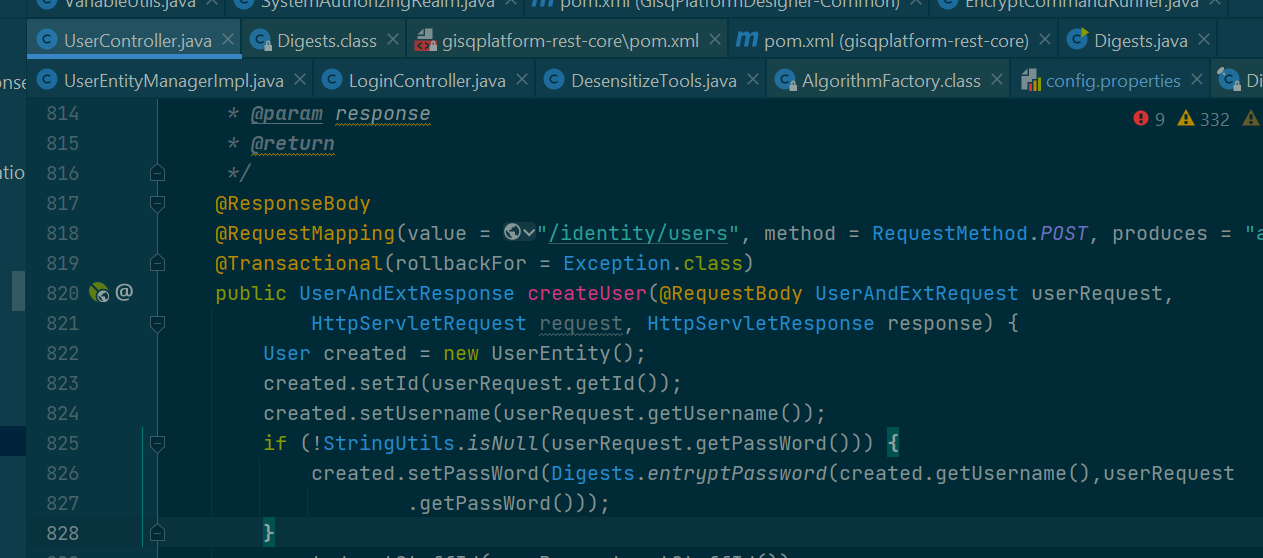 VariableUtils.java SystemAuthorizingRealm.java pom.xml (GisqPlatformDesigner-Common) EncryptCommandRunner.java
UserController.java Digests.class gisqplatform-rest-core\pom.xml pom.xml (gisqplatform-rest-core) Digests.java
UserEntityManagerImpl.java LoginController.java DesensitizeTools.java AlgorithmFactory.class config.properties Di
814 * @param response
9 332
815 * @return
816 */
817 @ResponseBody
818 @RequestMapping(value = "/identity/users", method = RequestMethod.POST, produces = "a
819 @Transactional(rollbackFor = Exception.class)
820 public UserAndExtResponse createUser(@RequestBody UserAndExtRequest userRequest,
821 HttpServletRequest request, HttpServletResponse response) {
822 User created = new UserEntity();
823 created.setId(userRequest.getId());
824 created.setUsername(userRequest.getUsername());
825 if (!StringUtils.isNull(userRequest.getPassWord())) {
826 created.setPassWord(Digests.entryptPassword(created.getUsername(),userRequest
827 .getPassWord()));
828 }